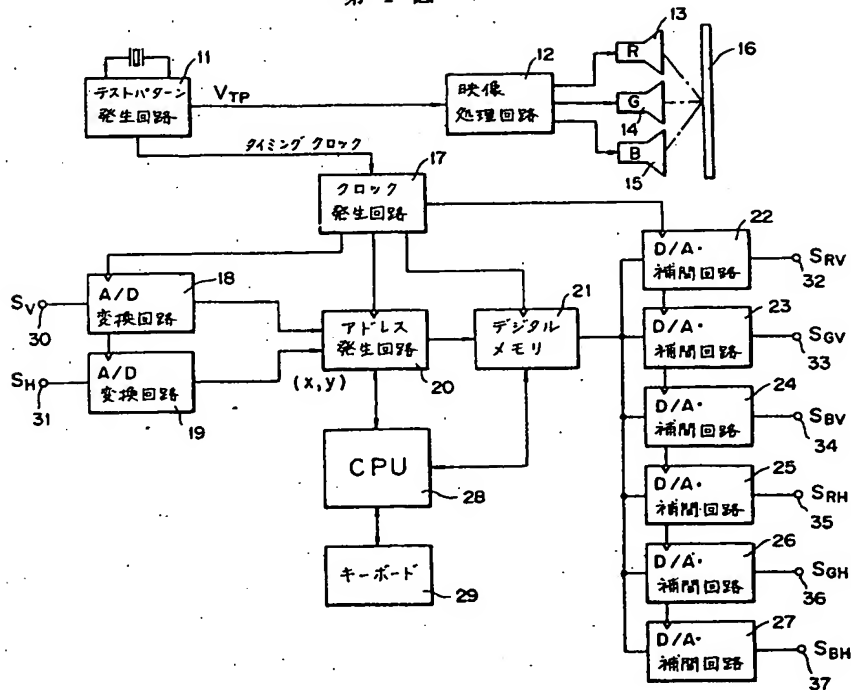 第 1 図
11
テストパターン
発生回路
VTP
12
映像
処理回路
13
R
G
14
B
15
16
タイミング クロック
17
クロック
発生回路
SV
30
A/D
変換回路
18
SH
31
A/D
変換回路
19
アドレス
発生回路
(x,y)
20
デジタル
メモリ
21
CPU
28
キーボード
29
D/A・
補間回路
22
SRV
32
D/A・
補間回路
23
SGV
33
D/A・
補間回路
24
SBV
34
D/A・
補間回路
25
SRH
35
D/A・
補間回路
26
SGH
36
D/A・
補間回路
27
SBH
37